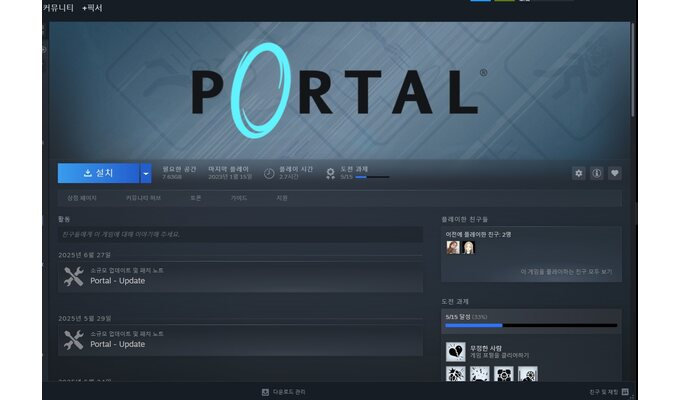 커뮤니티 +픽서
PORTAL®
설치
필요한 공간
7.63GB
마지막 플레이
2023년 1월 15일
플레이 시간
2.7시간
도전 과제
5/15
상점 페이지 커뮤니티 허브 토론 가이드 지원
활동
친구들에게 이 게임에 대해 이야기해 주세요.
2025년 6월 27일
소규모 업데이트 및 패치 노트
Portal - Update
2025년 5월 29일
소규모 업데이트 및 패치 노트
Portal - Update
플레이한 친구들
이전에 플레이한 친구: 2명
이 게임을 플레이하는 친구 모두 보기
도전 과제
5/15 달성 (33%)
무정한 사람
게임 포털을 클리어하기
다운로드 관리
친구 및 채팅